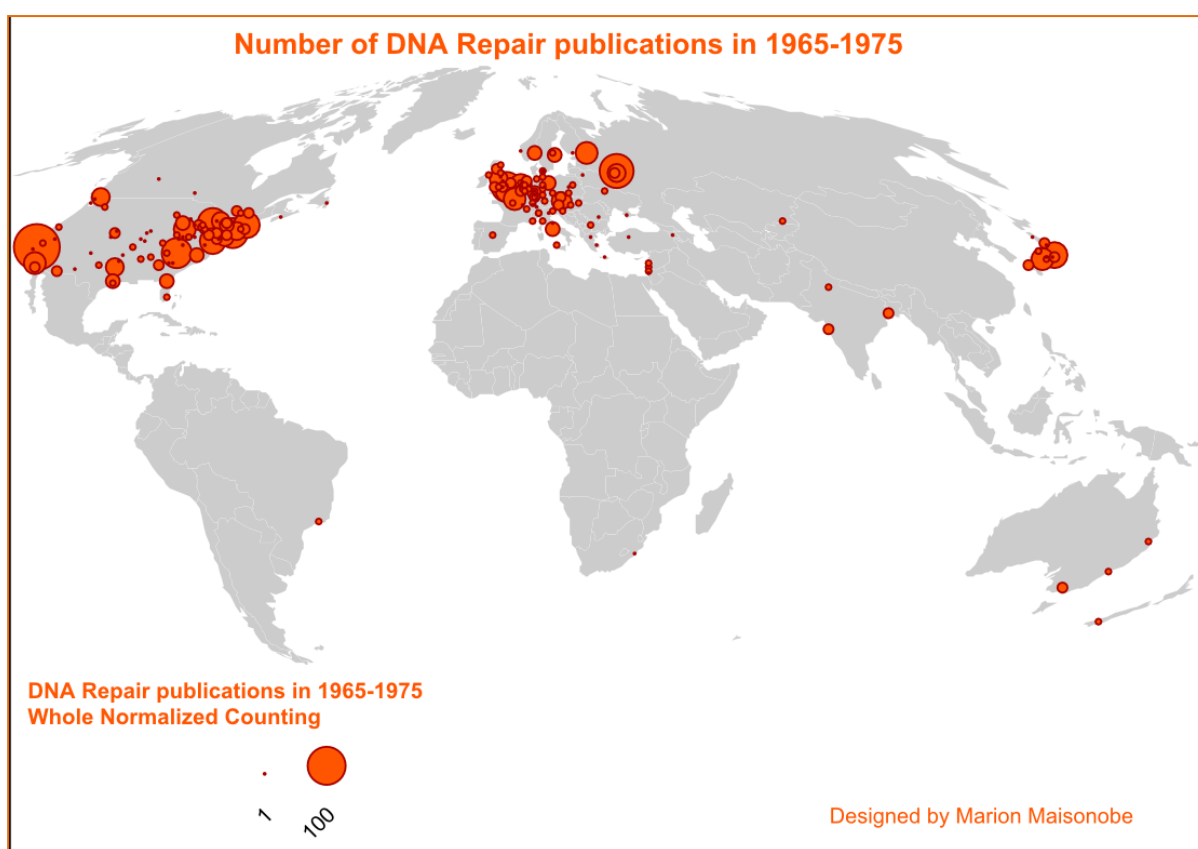 Number of DNA Repair publications in 1965-1975
DNA Repair publications in 1965-1975
Whole Normalized Counting
1
100
Designed by Marion Maisonobe